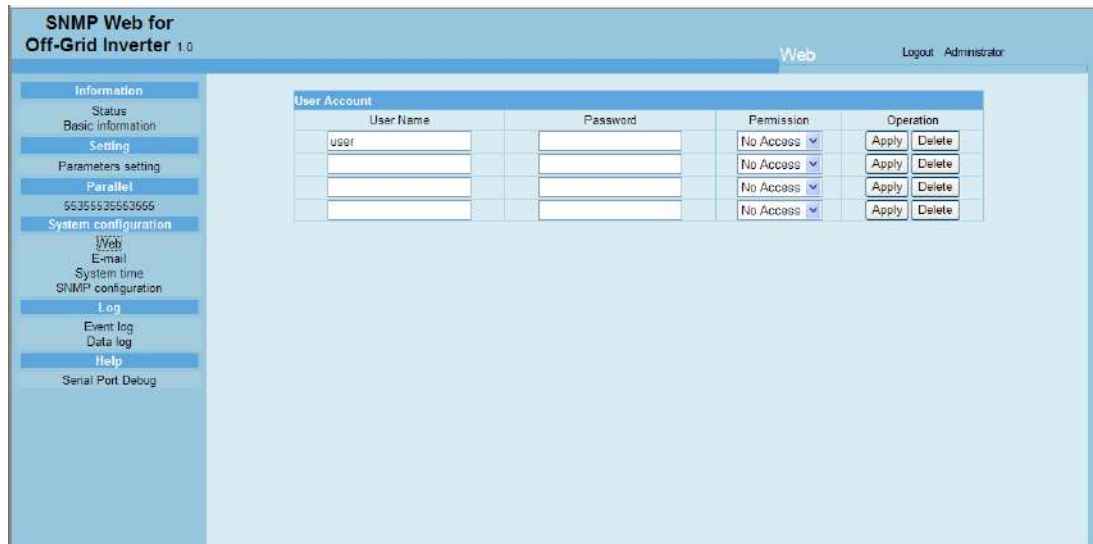 SNMP Web for
Off-Grid Inverter 1.0
Web
Logout Administrator
Information
Status
Basic information
Setting
Parameters setting
Parallel
55355535553555
System configuration
Web
E-mail
System time
SNMP configuration
Log
Event log
Data log
Help
Serial Port Debug
User Account
User Name Password Permission Operation
user No Access Apply Delete
No Access Apply Delete
No Access Apply Delete
No Access Apply Delete